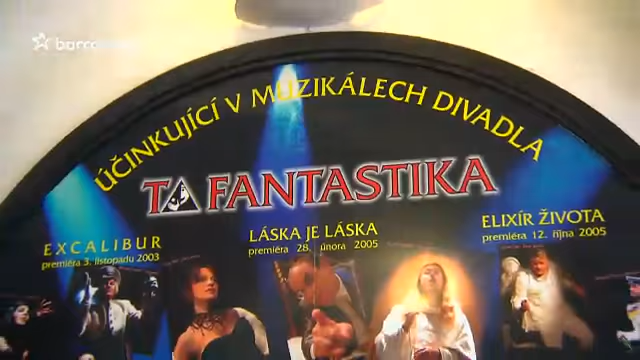 ÚČINKUJÍCÍ V MUZIKÁLECH DIVADLA
TA FANTASTIKA
EXCALIBUR
premiéra 3. listopadu 2003
LÁSKA JE LÁSKA
premiéra 28. února 2005
ELIXÍR ŽIVOTA
premiéra 12. října 2005